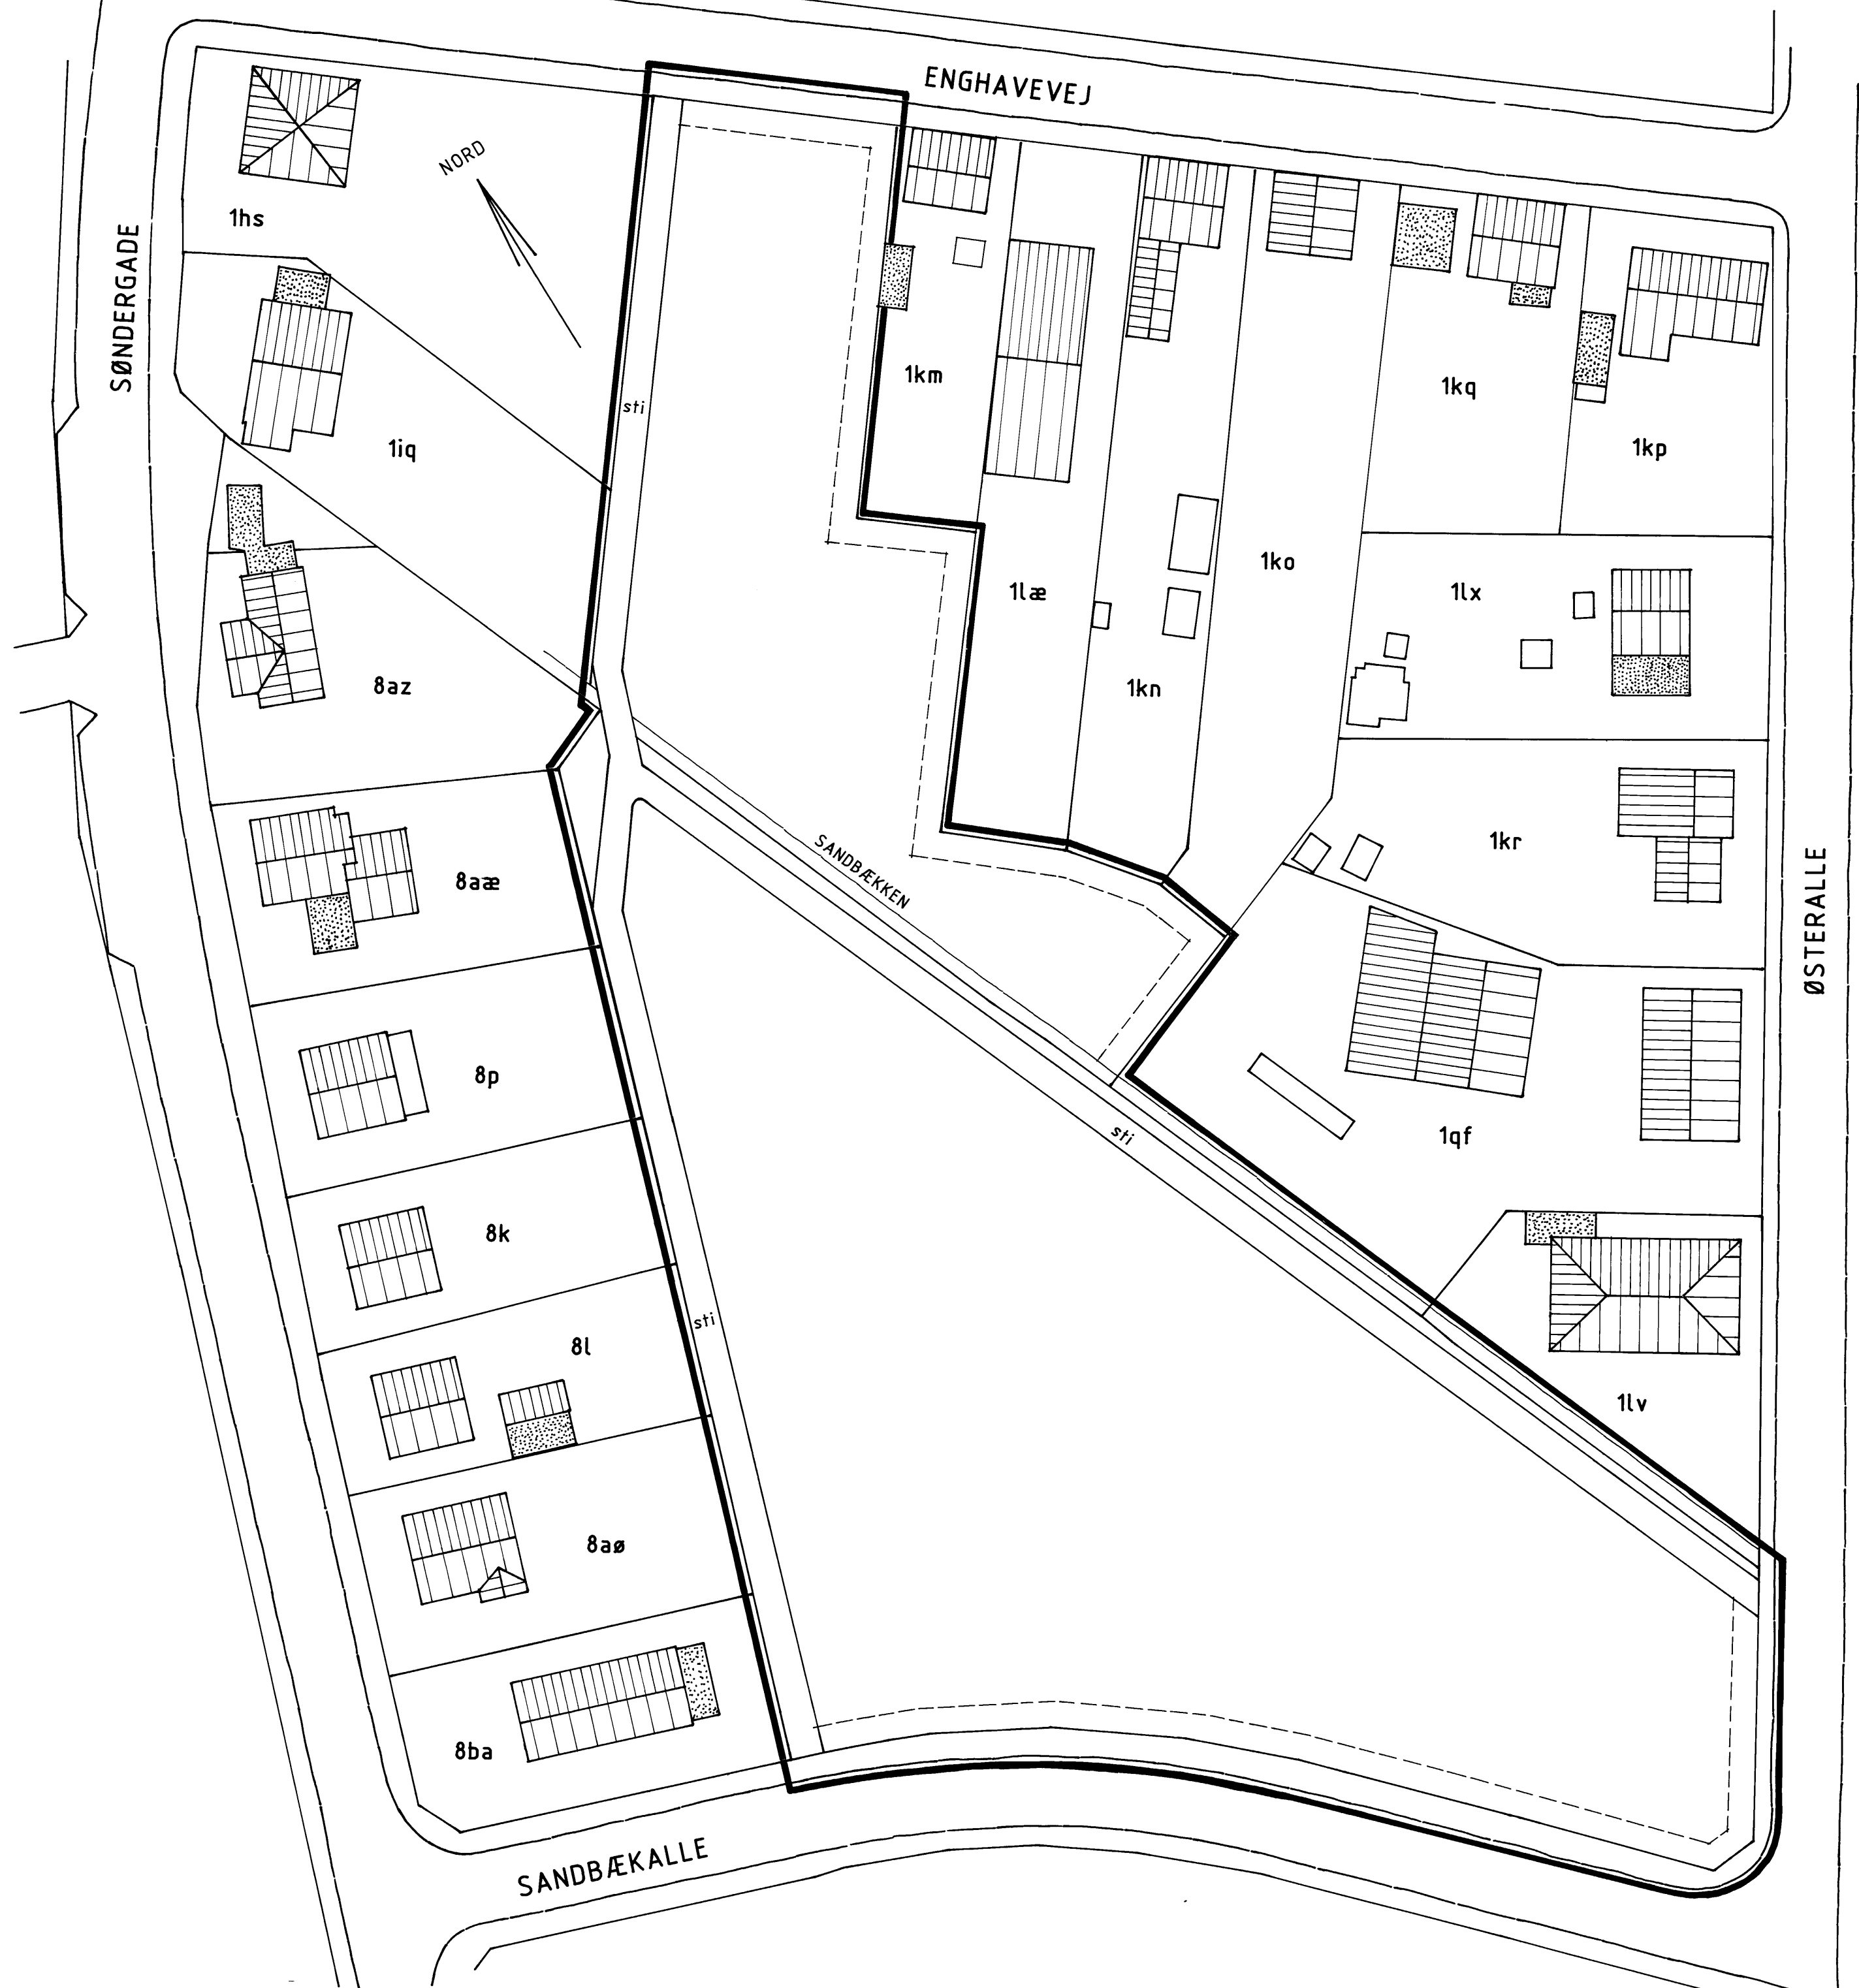 ENGHAVEVEJ
NORD
1hs
SØNDERGADE
1km
1kq
sti
1iq
1kp
1ko
1læ
1lx
8az
1kn
1kr
SANDBÆKKEN
8aæ
ØSTERALLE
8p
sti
1qf
8k
sti
8l
1lv
8aø
8ba
SANDBÆKALLE